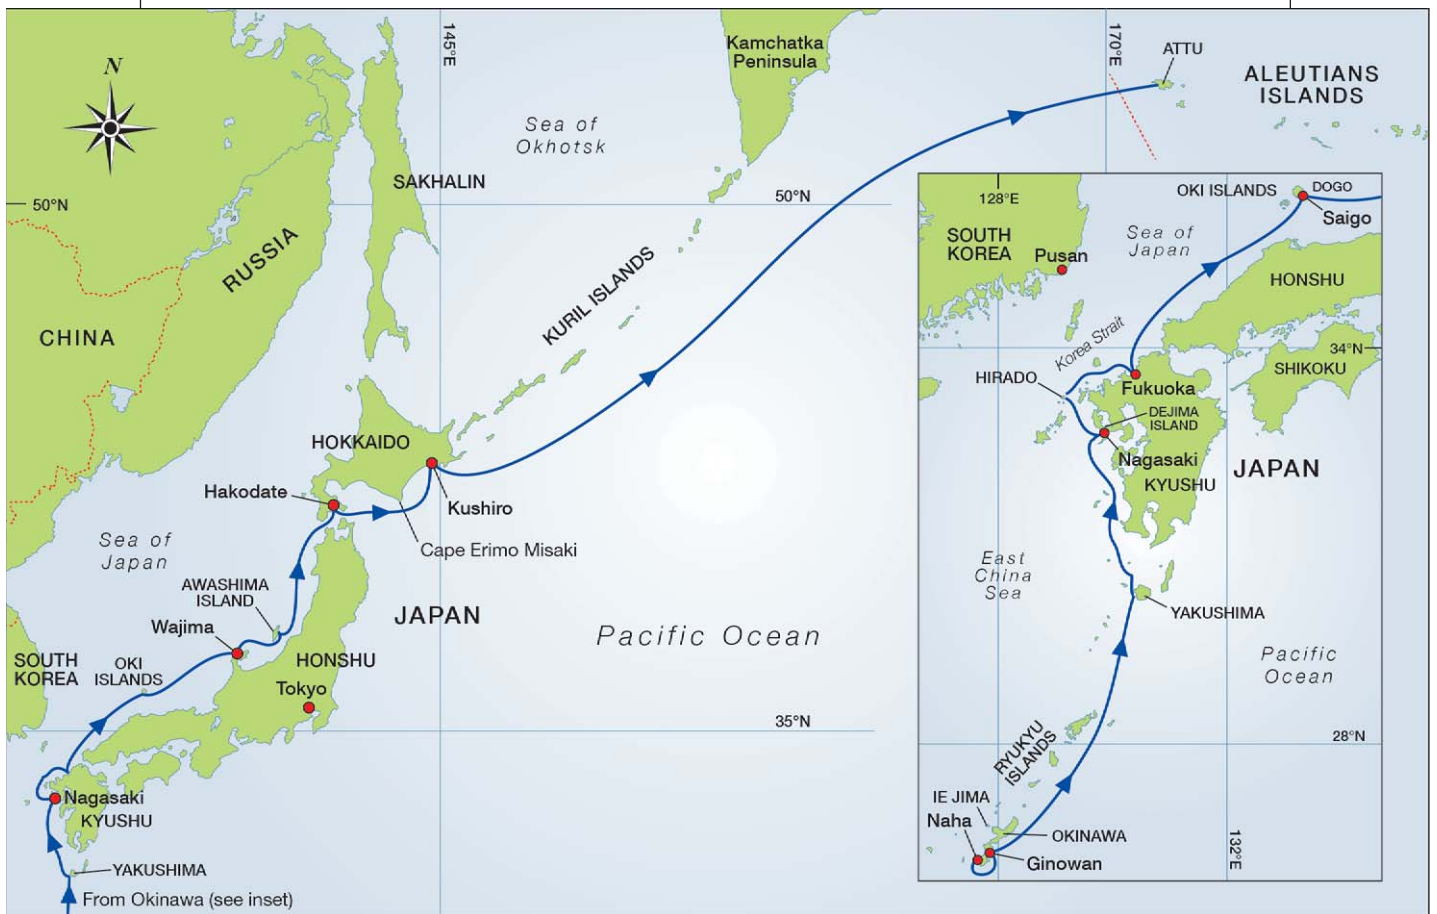 145°E
170°E
ATTU
ALEUTIANS
ISLANDS
Kamchatka
Peninsula
N
Sea of
Okhotsk
SAKHALIN
50°N
50°N
RUSSIA
CHINA
KURIL ISLANDS
HOKKAIDO
Hakodate
Kushiro
Cape Erimo Misaki
Sea of
Japan
AWASHIMA
ISLAND
Wajima
JAPAN
Pacific Ocean
SOUTH
KOREA
OKI
ISLANDS
HONSHU
Tokyo
35°N
Nagasaki
KYUSHU
YAKUSHIMA
From Okinawa (see inset)
128°E
OKI ISLANDS
DOGO
Saigo
SOUTH
KOREA
Pusan
Sea of
Japan
HONSHU
Korea Strait
34°N
SHIKOKU
HIRADO
Fukuoka
DEJIMA
ISLAND
Nagasaki
KYUSHU
JAPAN
East
China
Sea
YAKUSHIMA
Pacific
Ocean
RYUKYU
ISLANDS
28°N
IE JIMA
Naha
OKINAWA
Ginowan
132°E